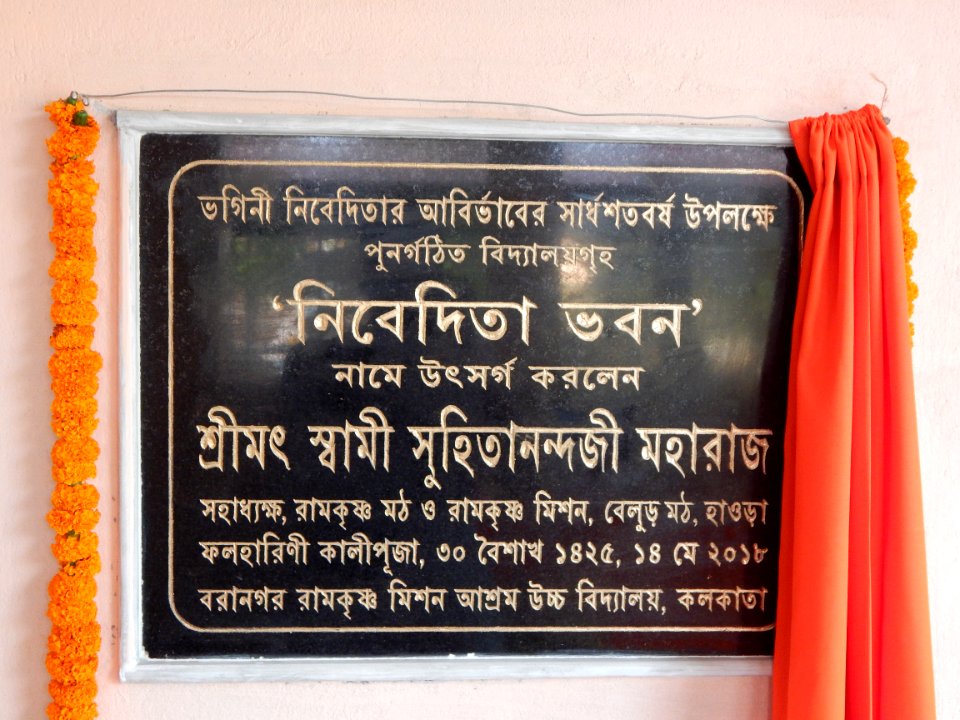 ভগিনী নিবেদিতার আবির্ভাবের সার্ধশতবর্ষ উপলক্ষে
পুনর্গঠিত বিদ্যালয়গৃহ
‘নিবেদিতা ভবন’
নামে উৎসর্গ করলেন
শ্রীমৎ স্বামী সুহিতানন্দজী মহারাজ
সহাধ্যক্ষ, রামকৃষ্ণ মঠ ও রামকৃষ্ণ মিশন, বেলুড় মঠ, হাওড়া
ফলহারিণী কালীপূজা, ৩০ বৈশাখ ১৪২৫, ১৪ মে ২০১৮
বরানগর রামকৃষ্ণ মিশন আশ্রম উচ্চ বিদ্যালয়, কলকাতা